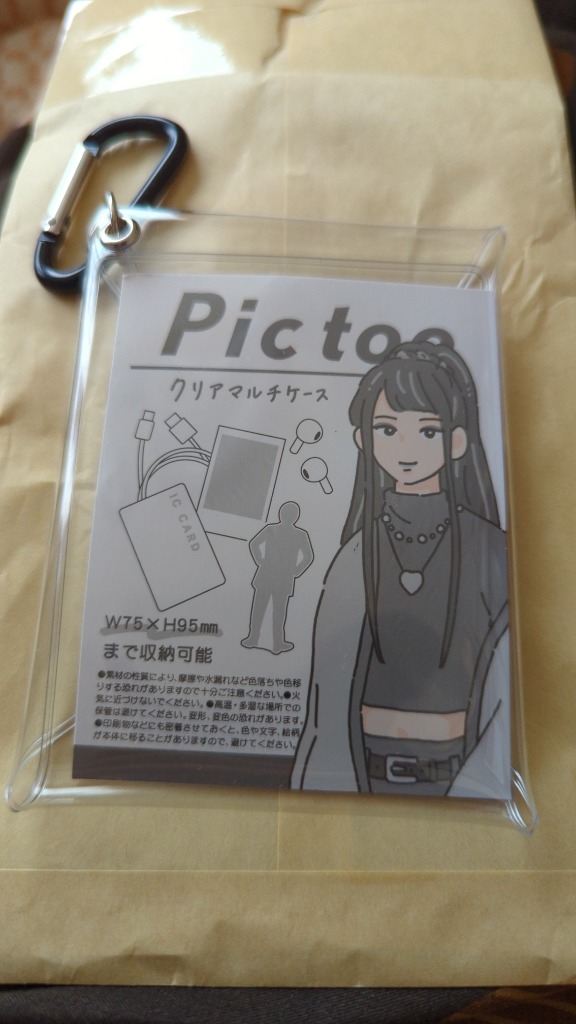 Pic to
クリアマルチケース
IC CARD
W75×H95mm
まで収納可能
●素材の性質により、摩擦や水濡れなど色落ちや色移
りする恐れがありますので十分ご注意ください。●火
気に近づけないでください。●高温・多湿な場所での
保管は避けてください。変形、変色の恐れがあります。
●印刷物などにも密着させておくと、色や文字、絵柄
が本体に移ることがありますので、避けてください。